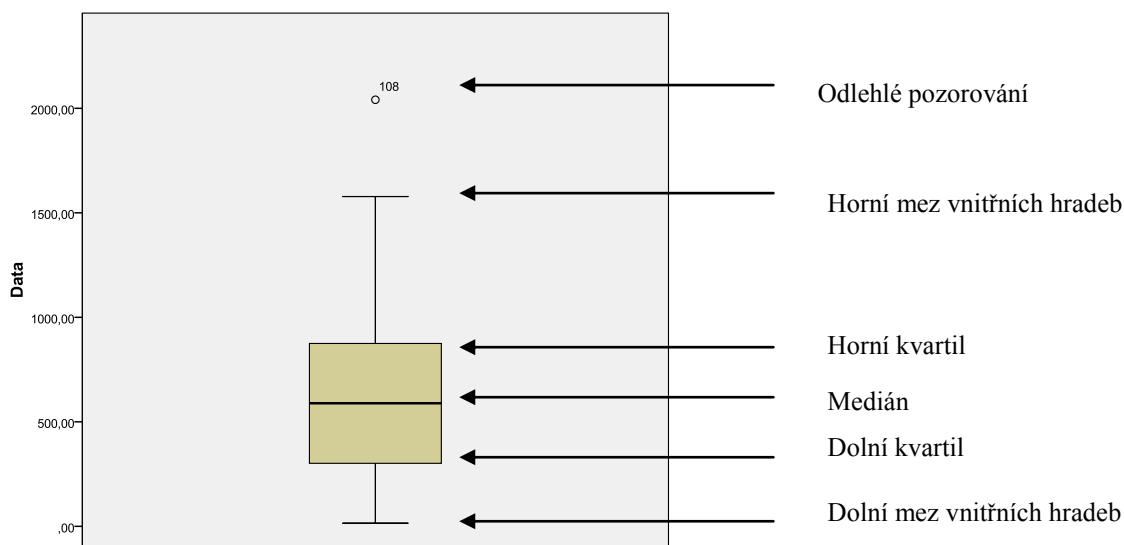 108
Odlehlé pozorování
2000,00
Horní mez vnitřních hradeb
1500,00
Data
1000,00
Horní kvartil
Medián
500,00
Dolní kvartil
Dolní mez vnitřních hradeb
,00